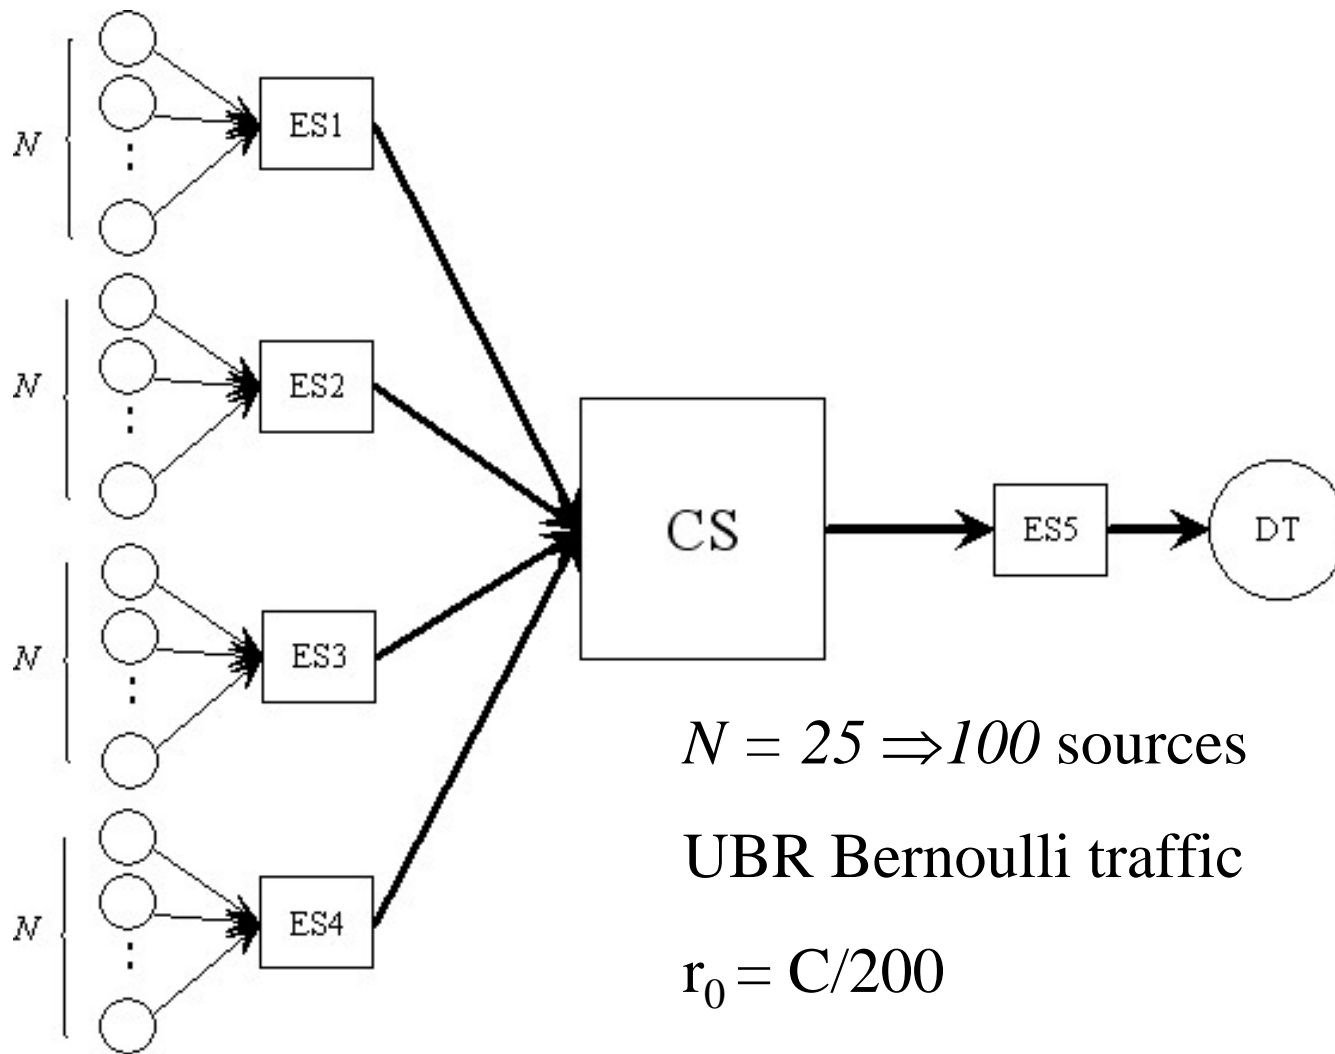 N
ES1
N
ES2
CS
ES5
DT
N
ES3
N
ES4
N = 25 ⇒100 sources
UBR Bernoulli traffic
r₀ = C/200